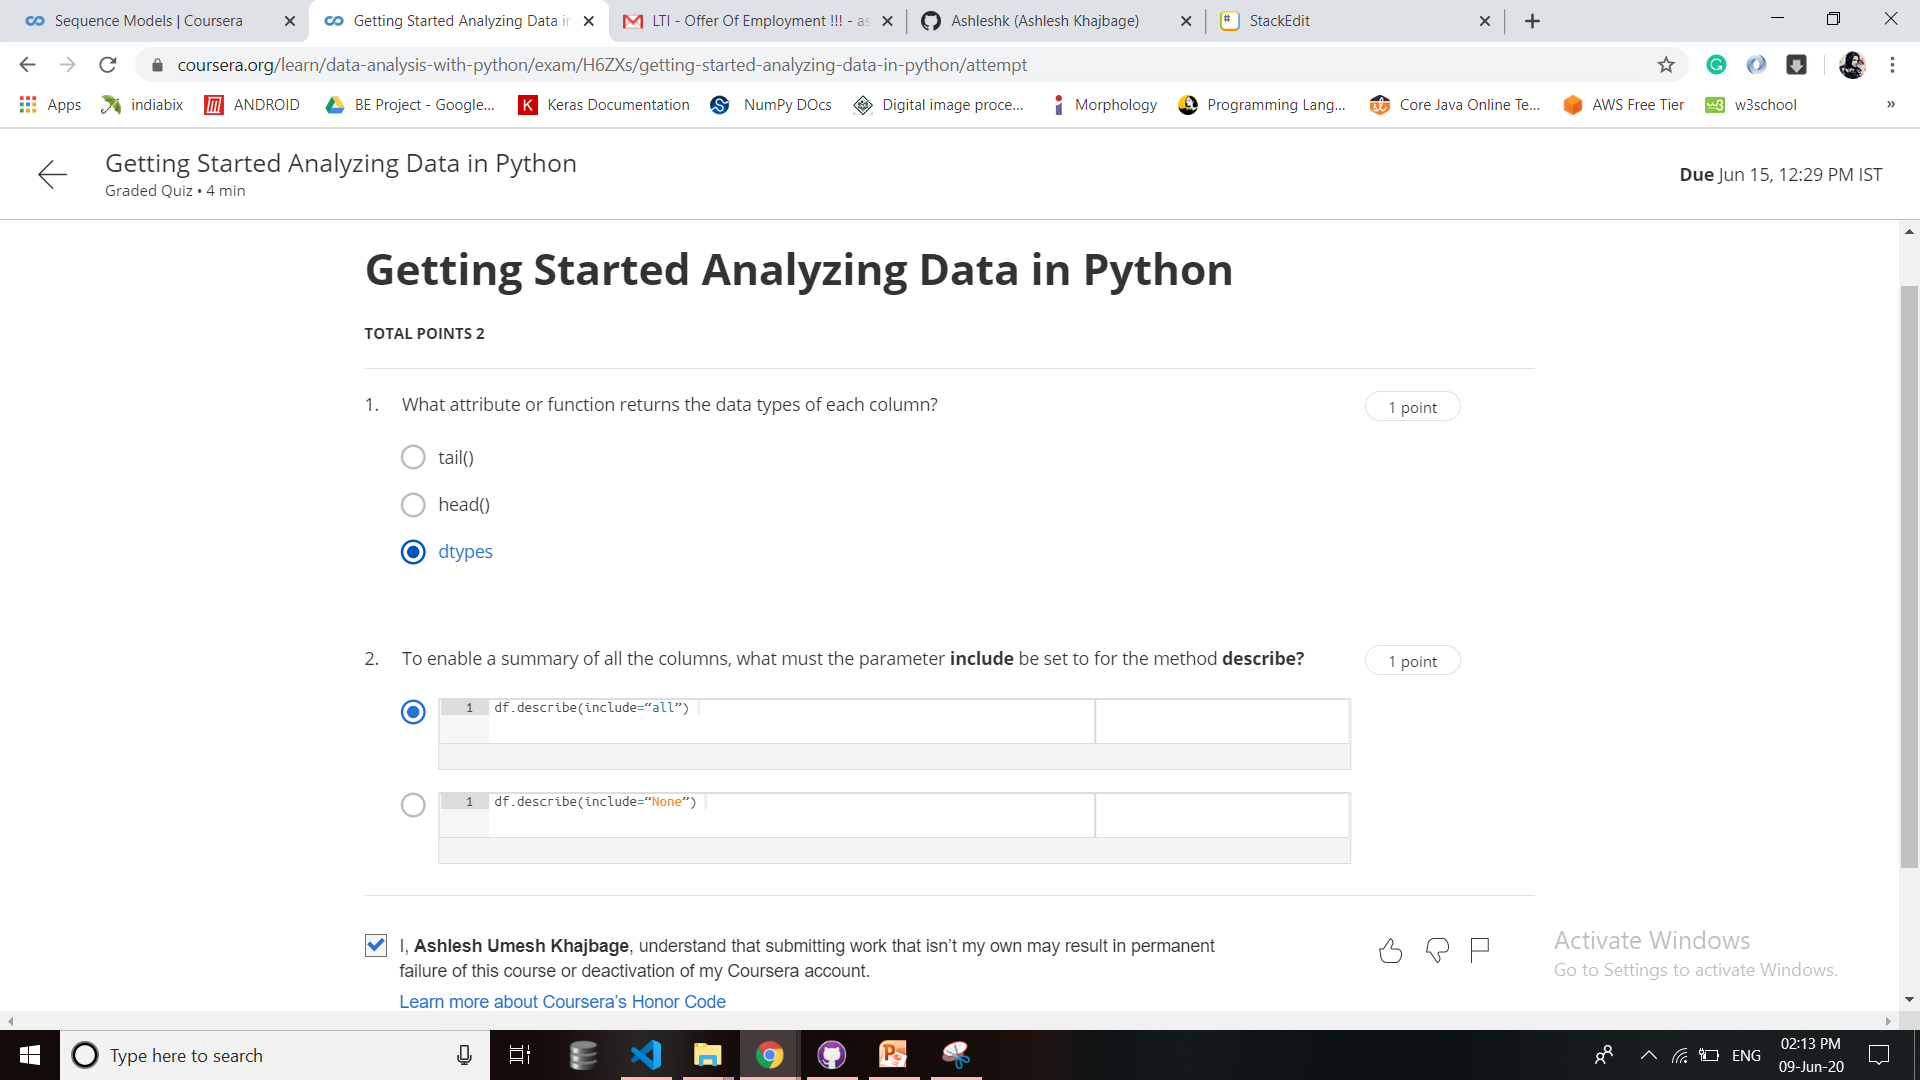 Sequence Models | Coursera
Getting Started Analyzing Data in
LTI - Offer Of Employment !!! - as
Ashleshk (Ashlesh Khajbage)
StackEdit
coursera.org/learn/data-analysis-with-python/exam/H6ZXs/getting-started-analyzing-data-in-python/attempt
Apps indiabix ANDROID BE Project - Google... Keras Documentation NumPy DOcs Digital image proce... Morphology Programming Lang... Core Java Online Te... AWS Free Tier w3school »
Getting Started Analyzing Data in Python
Graded Quiz • 4 min
Due Jun 15, 12:29 PM IST
Getting Started Analyzing Data in Python
TOTAL POINTS 2
1. What attribute or function returns the data types of each column?
1 point
tail()
head()
dtypes
2. To enable a summary of all the columns, what must the parameter include be set to for the method describe?
1 point
1 df.describe(include=“all”)
1 df.describe(include=“None”)
I, Ashlesh Umesh Khajbage, understand that submitting work that isn’t my own may result in permanent
failure of this course or deactivation of my Coursera account.
Learn more about Coursera’s Honor Code
Activate Windows
Go to Settings to activate Windows.
Type here to search
ENG
02:13 PM
09-Jun-20